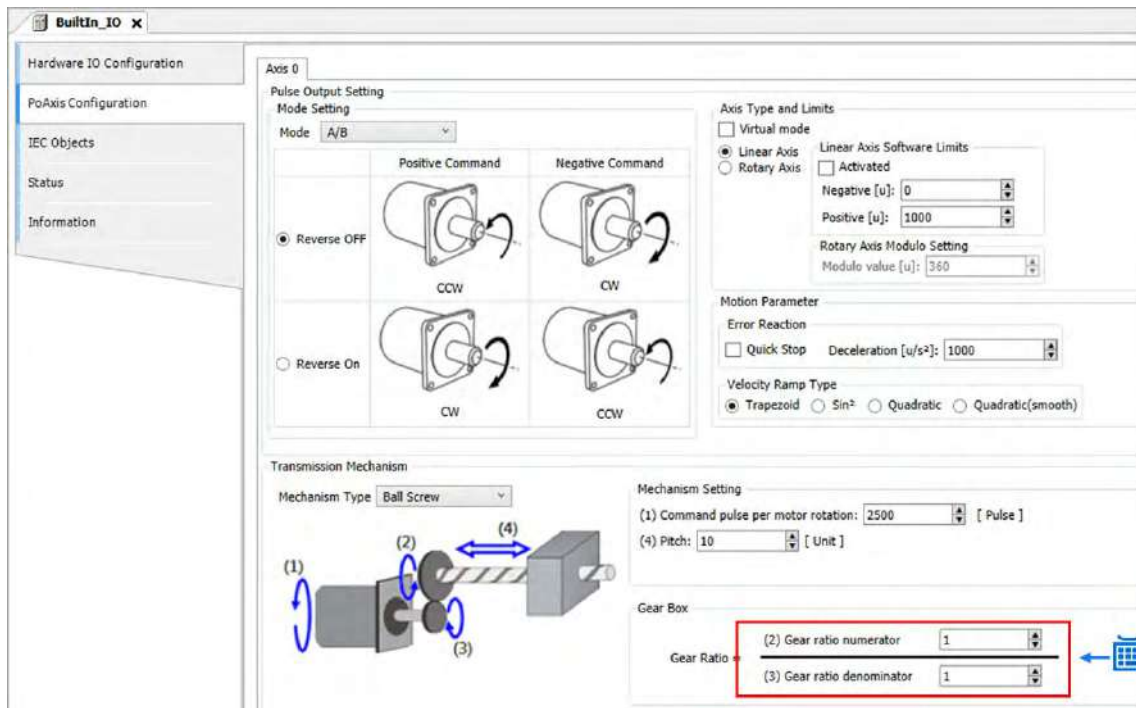 BuiltIn_IO
Hardware IO Configuration
PoAxis Configuration
IEC Objects
Status
Information
Axis 0
Pulse Output Setting
Mode Setting
Mode A/B
Positive Command Negative Command
Reverse OFF
CCW CW
Reverse On
CW CCW
Axis Type and Limits
Virtual mode
Linear Axis
Rotary Axis
Linear Axis Software Limits
Activated
Negative [u]: 0
Positive [u]: 1000
Rotary Axis Modulo Setting
Modulo value [u]: 360
Motion Parameter
Error Reaction
Quick Stop Deceleration [u/s²]: 1000
Velocity Ramp Type
Trapezoid Sin² Quadratic Quadratic(smooth)
Transmission Mechanism
Mechanism Type Ball Screw
(1)
(2)
(4)
(3)
Mechanism Setting
(1) Command pulse per motor rotation: 2500 [ Pulse ]
(4) Pitch: 10 [ Unit ]
Gear Box
Gear Ratio =
(2) Gear ratio numerator 1
(3) Gear ratio denominator 1